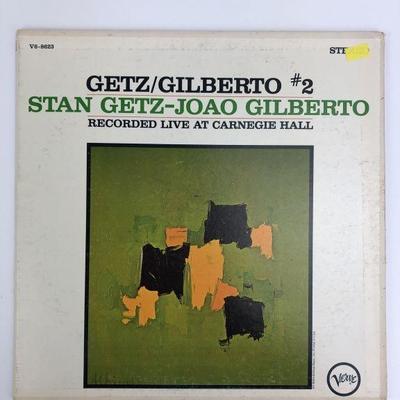 V6-8623
GETZ/GILBERTO #2
STAN GETZ-JOAO GILBERTO
RECORDED LIVE AT CARNEGIE HALL
Verve